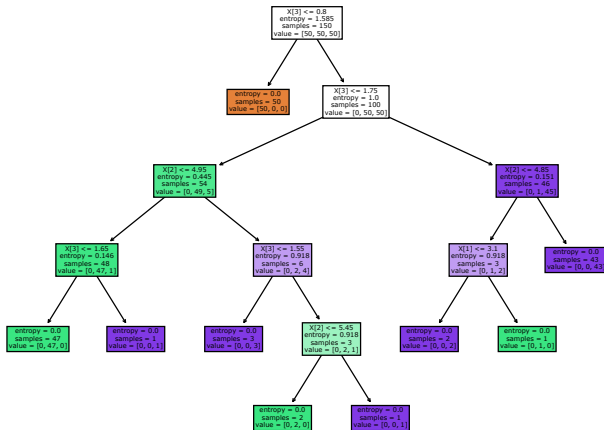 X[3] <= 0.8
entropy = 1.585
samples = 150
value = [50, 50, 50]
entropy = 0.0
samples = 50
value = [50, 0, 0]
X[3] <= 1.75
entropy = 1.0
samples = 100
value = [0, 50, 50]
X[2] <= 4.95
entropy = 0.445
samples = 54
value = [0, 49, 5]
X[2] <= 4.85
entropy = 0.151
samples = 46
value = [0, 1, 45]
X[3] <= 1.65
entropy = 0.146
samples = 48
value = [0, 47, 1]
X[3] <= 1.55
entropy = 0.918
samples = 6
value = [0, 2, 4]
X[1] <= 3.1
entropy = 0.918
samples = 3
value = [0, 1, 2]
entropy = 0.0
samples = 43
value = [0, 0, 43]
entropy = 0.0
samples = 47
value = [0, 47, 0]
entropy = 0.0
samples = 1
value = [0, 0, 1]
entropy = 0.0
samples = 3
value = [0, 0, 3]
X[2] <= 5.45
entropy = 0.918
samples = 3
value = [0, 2, 1]
entropy = 0.0
samples = 2
value = [0, 0, 2]
entropy = 0.0
samples = 1
value = [0, 1, 0]
entropy = 0.0
samples = 2
value = [0, 2, 0]
entropy = 0.0
samples = 1
value = [0, 0, 1]